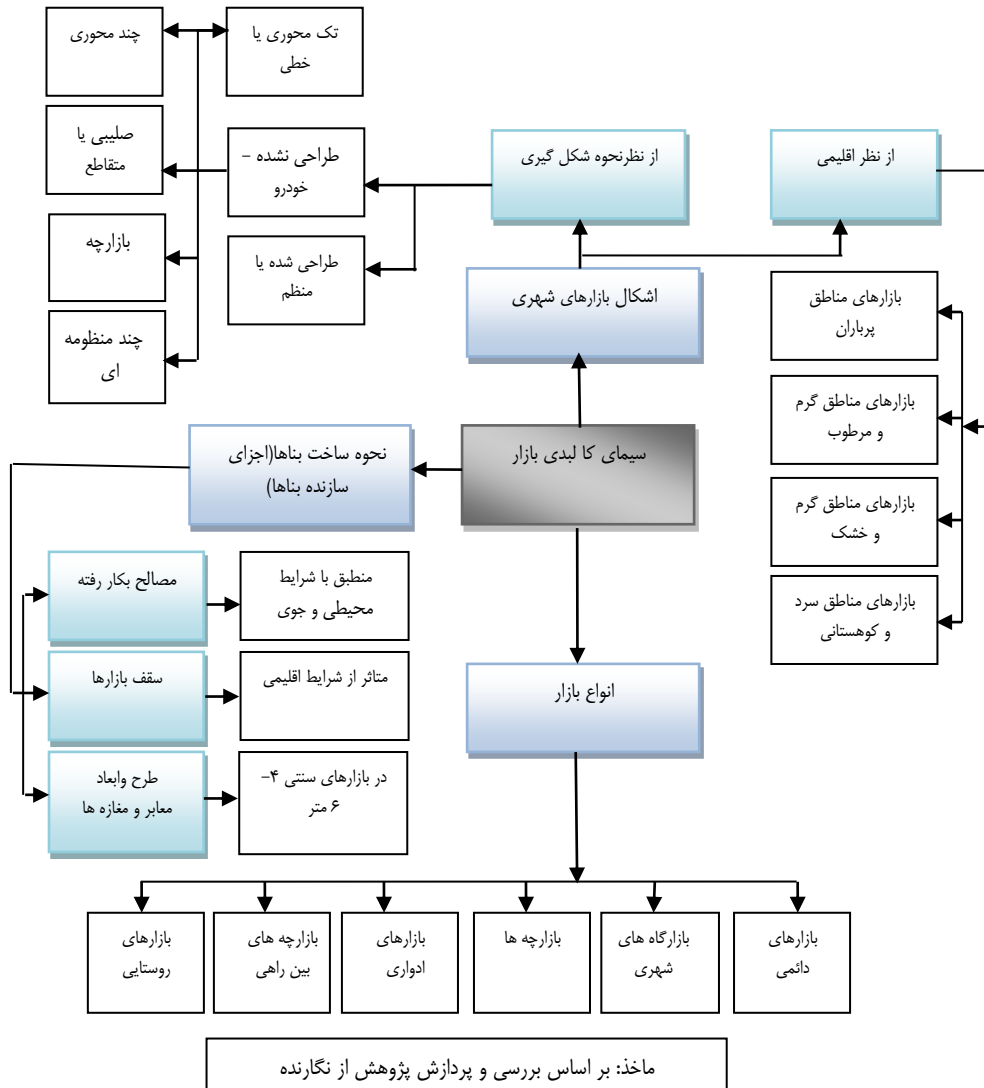 تک محوری یا
خطی
چند محوری
صلیبی یا
متقاطع
بازارچه
چند منظومه
ای
طراحی نشده –
خودرو
طراحی شده یا
منظم
از نظرنحوه شکل گیری
از نظر اقلیمی
اشکال بازارهای شهری
بازارهای مناطق
پرباران
بازارهای مناطق گرم
و مرطوب
بازارهای مناطق گرم
و خشک
بازارهای مناطق سرد
و کوهستانی
سیمای کا لبدی بازار
نحوه ساخت بناها(اجزای
سازنده بناها)
مصالح بکار رفته
منطبق با شرایط
محیطی و جوی
سقف بازارها
متاثر از شرایط اقلیمی
طرح وابعاد
معابر و مغازه ها
در بازارهای سنتی ۴–
۶ متر
انواع بازار
بازارهای
دائمی
بازارگاه های
شهری
بازارچه ها
بازارهای
ادواری
بازارچه های
بین راهی
بازارهای
روستایی
ماخذ: بر اساس بررسی و پردازش پژوهش از نگارنده